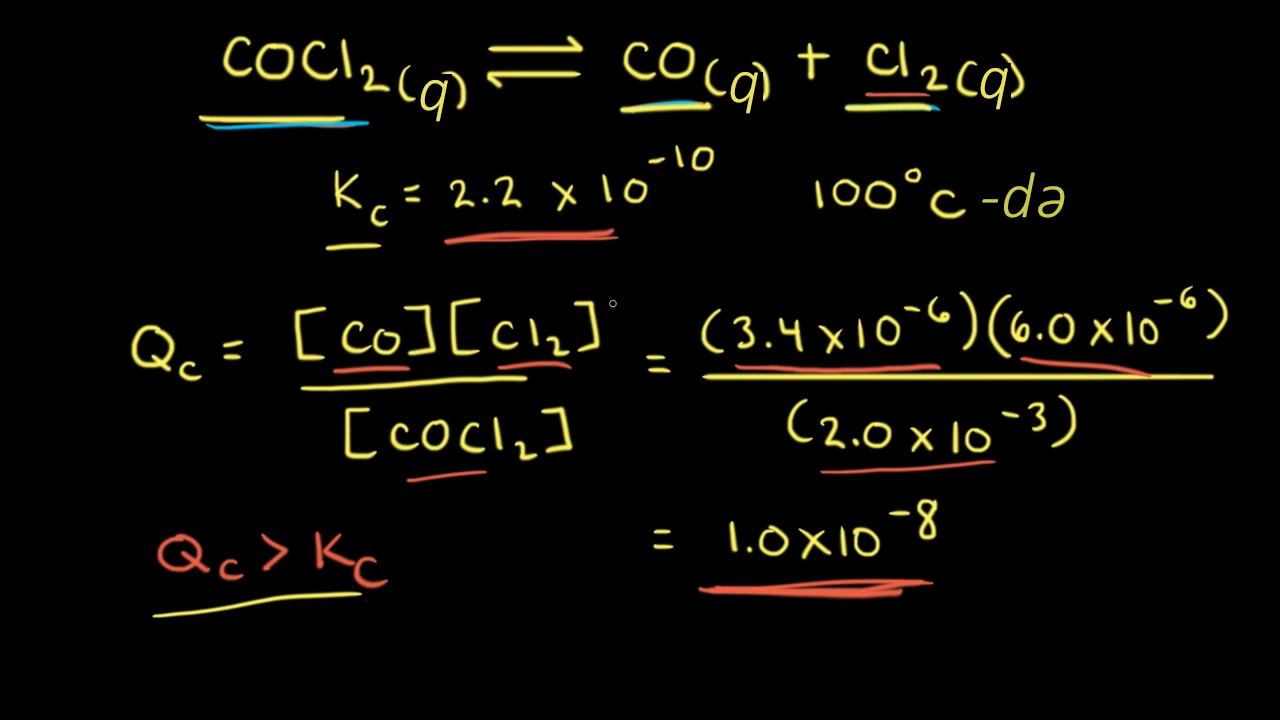 COCl₂(q) ⇌ CO(q) + Cl₂(q)
Kc = 2.2 x 10⁻¹⁰ 100°C -də
Qc = [CO][Cl₂] / [COCl₂] = (3.4 x 10⁻⁶)(6.0 x 10⁻⁶) / (2.0 x 10⁻³)
Qc > Kc = 1.0 x 10⁻⁸